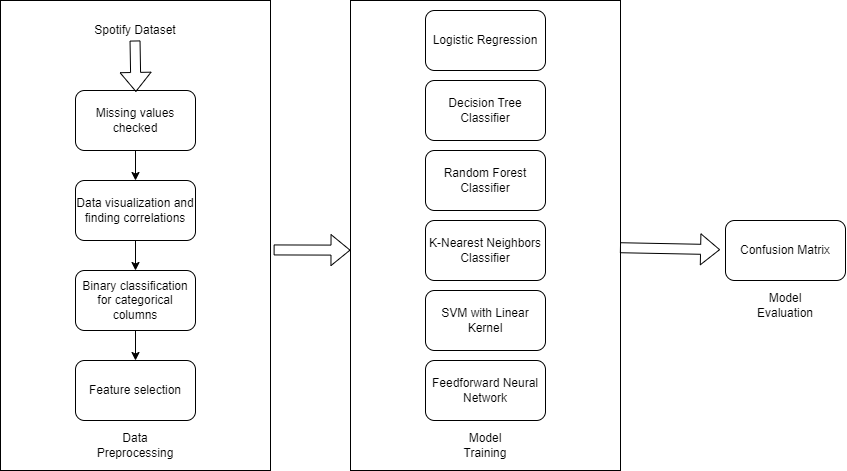 Spotify Dataset
Missing values
checked
Data visualization and
finding correlations
Binary classification
for categorical
columns
Feature selection
Data
Preprocessing
Logistic Regression
Decision Tree
Classifier
Random Forest
Classifier
K-Nearest Neighbors
Classifier
SVM with Linear
Kernel
Feedforward Neural
Network
Model
Training
Confusion Matrix
Model
Evaluation